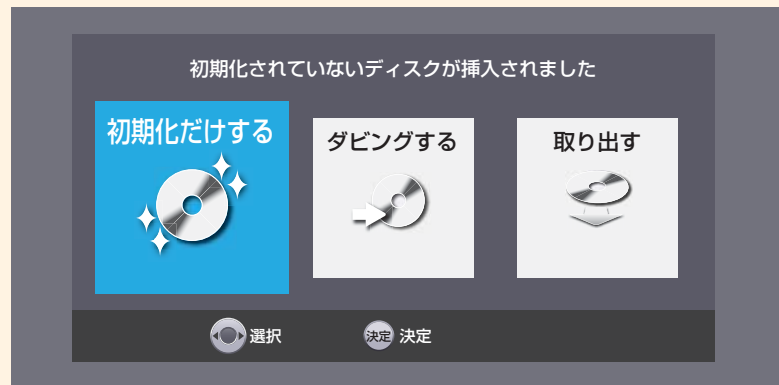 初期化されていないディスクが挿入されました
初期化だけする
ダビングする
取り出す
選択
決定 決定